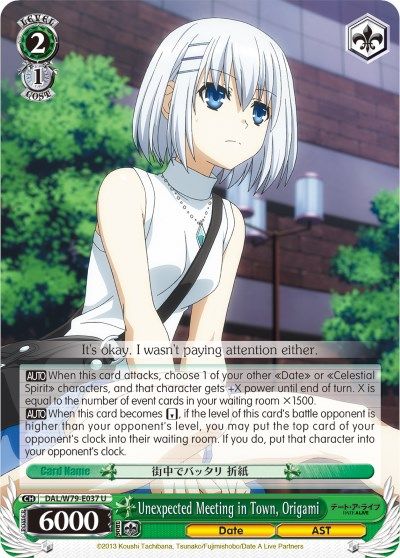 LEVEL
2
1
COST
It's okay. I wasn't paying attention either.
AUTO When this card attacks, choose 1 of your other «Date» or «Celestial
Spirit» characters, and that character gets +X power until end of turn. X is
equal to the number of event cards in your waiting room ×1500.
AUTO When this card becomes [ ], if the level of this card's battle opponent is
higher than your opponent's level, you may put the top card of your
opponent's clock into their waiting room. If you do, put that character into
your opponent's clock.
Card Name
街中でバッタリ 折紙
CH DAL/W79-E037 U
Unexpected Meeting in Town, Origami
デート・ア・ライブ
DATE A LIVE
6000
Date
AST
©2013 Koushi Tachibana, Tsunako/Fujimishobo/Date A Live Partners